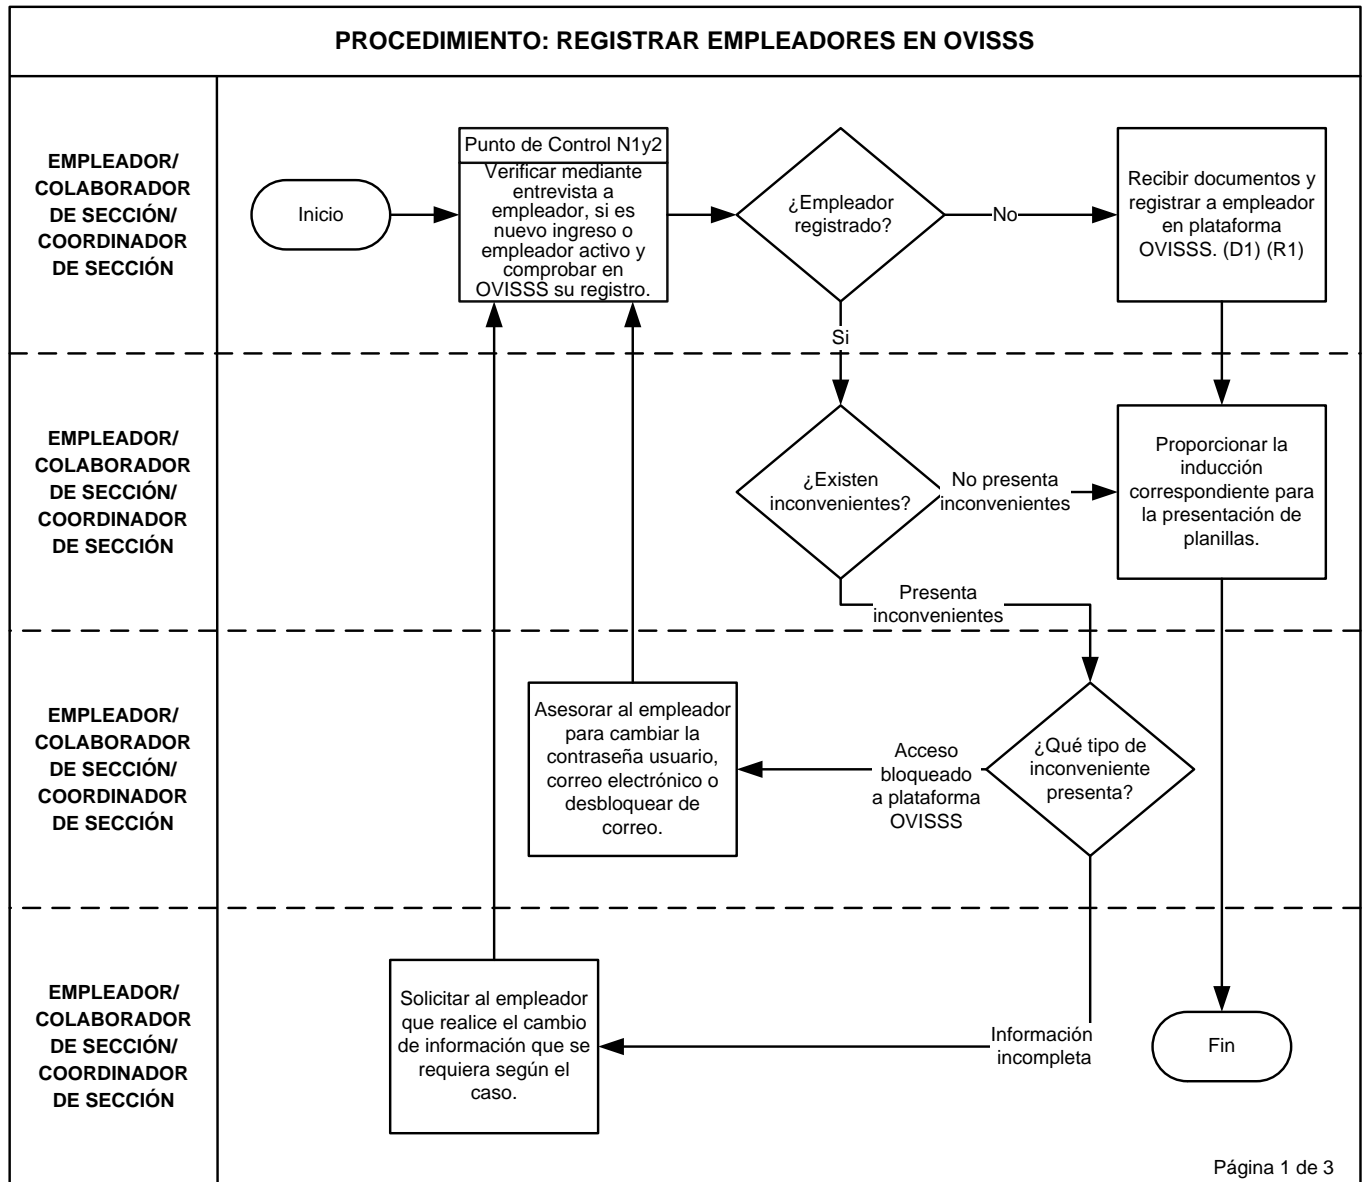 PROCEDIMIENTO: REGISTRAR EMPLEADORES EN OVISSS
EMPLEADOR/
COLABORADOR
DE SECCIÓN/
COORDINADOR
DE SECCIÓN
Inicio
Punto de Control N1y2
Verificar mediante
entrevista a
empleador, si es
nuevo ingreso o
empleador activo y
comprobar en
OVISSS su registro.
¿Empleador
registrado?
No
Recibir documentos y
registrar a empleador
en plataforma
OVISSS. (D1) (R1)
Si
EMPLEADOR/
COLABORADOR
DE SECCIÓN/
COORDINADOR
DE SECCIÓN
¿Existen
inconvenientes?
No presenta
inconvenientes
Proporcionar la
inducción
correspondiente para
la presentación de
planillas.
Presenta
inconvenientes
EMPLEADOR/
COLABORADOR
DE SECCIÓN/
COORDINADOR
DE SECCIÓN
Asesorar al empleador
para cambiar la
contraseña usuario,
correo electrónico o
desbloquear de
correo.
Acceso
bloqueado
a plataforma
OVISSS
¿Qué tipo de
inconveniente
presenta?
EMPLEADOR/
COLABORADOR
DE SECCIÓN/
COORDINADOR
DE SECCIÓN
Solicitar al empleador
que realice el cambio
de información que se
requiera según el
caso.
Información
incompleta
Fin
Página 1 de 3